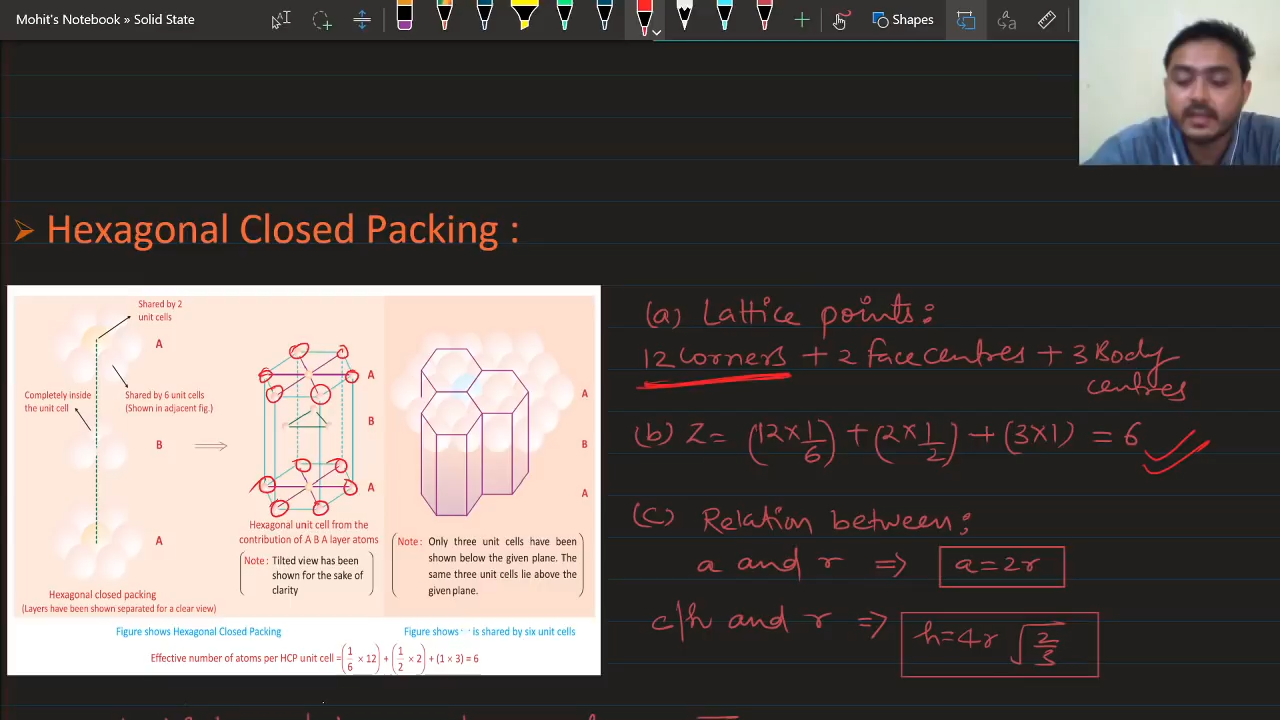 Mohit's Notebook » Solid State
Shapes
Hexagonal Closed Packing :
Shared by 2
unit cells
A
Completely inside
the unit cell
Shared by 6 unit cells
(Shown in adjacent fig.)
B
A
Hexagonal closed packing
(Layers have been shown separated for a clear view)
A
B
A
Hexagonal unit cell from the
contribution of A B A layer atoms
Note: Tilted view has been
shown for the sake of
clarity
A
B
A
Note: Only three unit cells have been
shown below the given plane. The
same three unit cells lie above the
given plane.
Figure shows Hexagonal Closed Packing
Figure shows is shared by six unit cells
Effective number of atoms per HCP unit cell = (1/6 × 12) + (1/2 × 2) + (1 × 3) = 6
(a) Lattice points:
12 corners + 2 face centres + 3 Body
centres
(b) Z = (12×1/6) + (2×1/2) + (3×1) = 6
(c) Relation between:
a and r ⇒ a=2r
c/h and r ⇒ h=4r √2/3